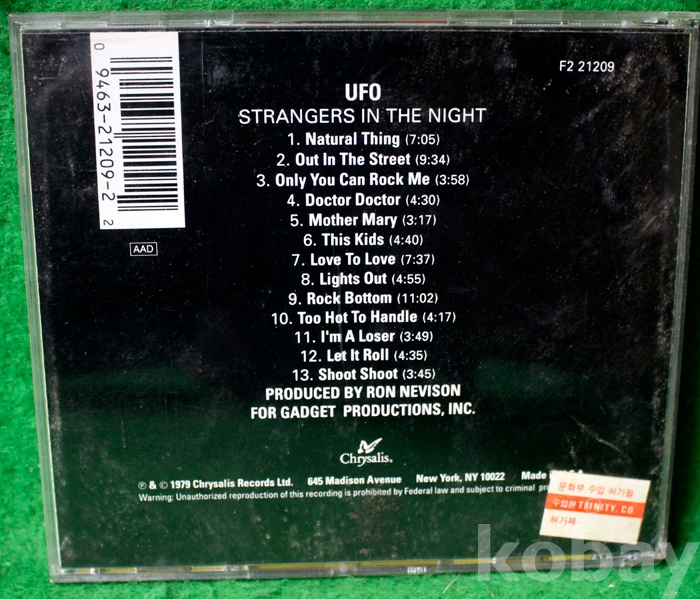 0 9463-21209-2 2
F2 21209
UFO
STRANGERS IN THE NIGHT
1. Natural Thing (7:05)
2. Out In The Street (9:34)
3. Only You Can Rock Me (3:58)
4. Doctor Doctor (4:30)
5. Mother Mary (3:17)
6. This Kids (4:40)
7. Love To Love (7:37)
8. Lights Out (4:55)
9. Rock Bottom (11:02)
10. Too Hot To Handle (4:17)
11. I'm A Loser (3:49)
12. Let It Roll (4:35)
13. Shoot Shoot (3:45)
AAD
PRODUCED BY RON NEVISON
FOR GADGET PRODUCTIONS, INC.
Chrysalis.
℗ & © 1979 Chrysalis Records Ltd. 645 Madison Avenue New York, NY 10022 Made
Warning: Unauthorized reproduction of this recording is prohibited by Federal law and subject to criminal
문화부 수입 허가필
수입원 TRINITY. CO.
허가제
kobay